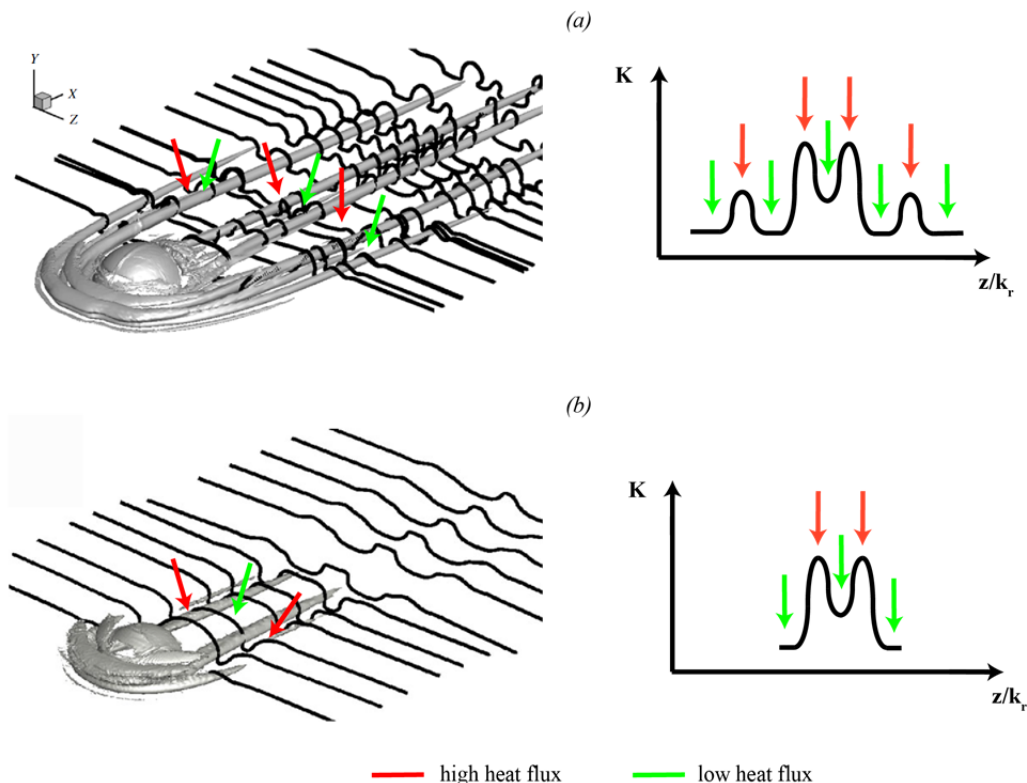 (a)
Y
X
Z
K
z/kr
(b)
K
z/kr
high heat flux
low heat flux